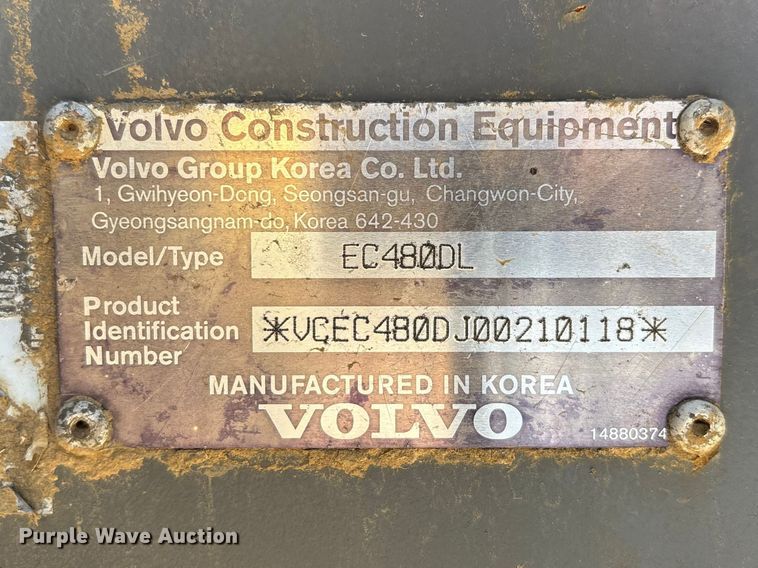 Volvo Construction Equipment
Volvo Group Korea Co. Ltd.
1, Gwihyeon-Dong, Seongsan-gu, Changwon-City,
Gyeongsangnam-do, Korea 642-430
Model/Type EC480DL
Product
Identification
Number *VCEC480DJ00210118*
MANUFACTURED IN KOREA
VOLVO
14880374
Purple Wave Auction